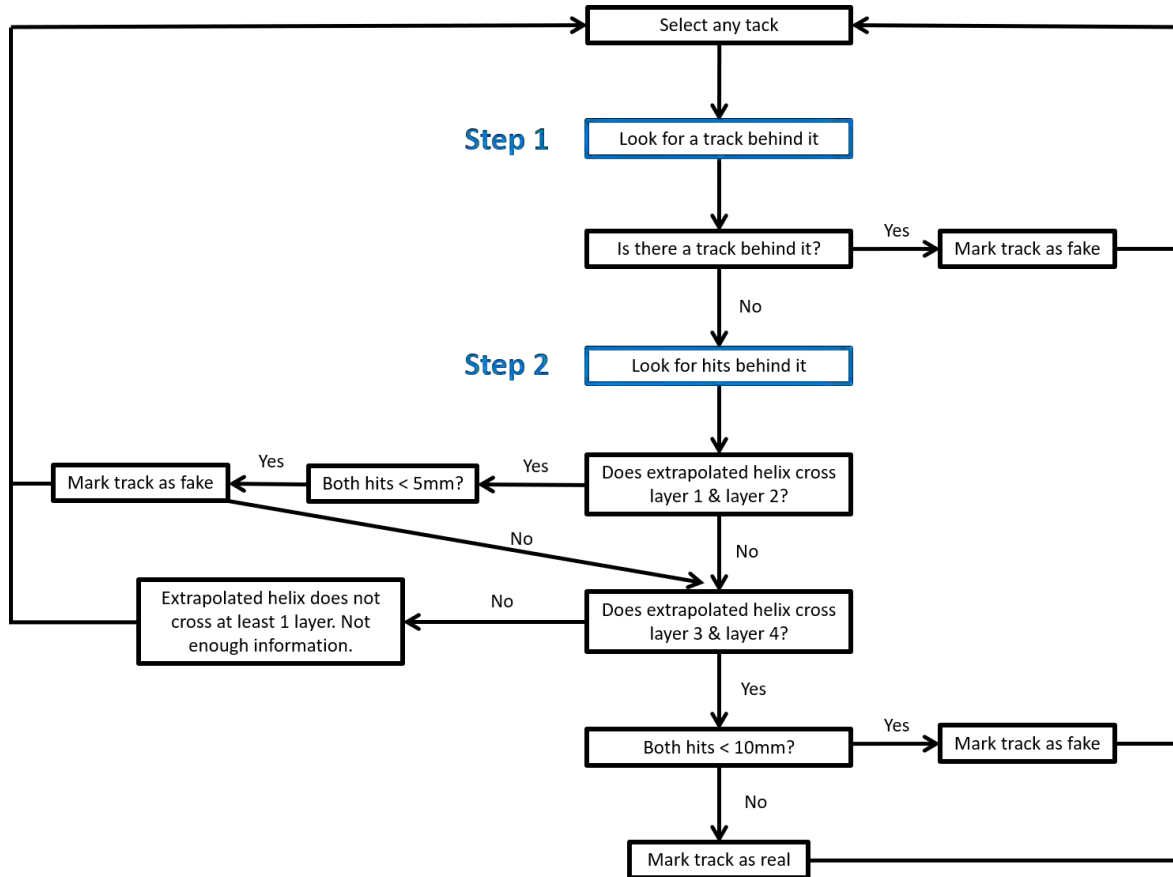 Select any tack
Step 1
Look for a track behind it
Is there a track behind it?
Yes
Mark track as fake
No
Step 2
Look for hits behind it
Does extrapolated helix cross
layer 1 & layer 2?
Yes
Both hits < 5mm?
Yes
Mark track as fake
No
No
Does extrapolated helix cross
layer 3 & layer 4?
No
Extrapolated helix does not
cross at least 1 layer. Not
enough information.
Yes
Both hits < 10mm?
Yes
Mark track as fake
No
Mark track as real